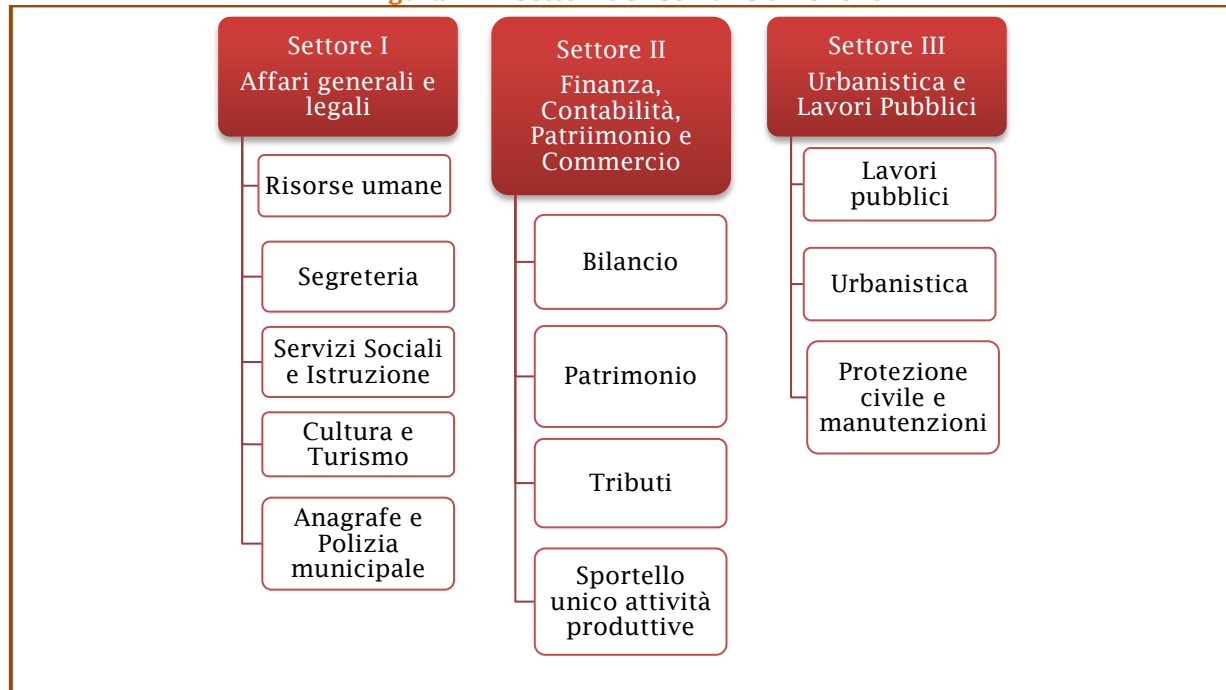 Settore I
Affari generali e
legali
Risorse umane
Segreteria
Servizi Sociali
e Istruzione
Cultura e
Turismo
Anagrafe e
Polizia
municipale
Settore II
Finanza,
Contabilità,
Patriimonio e
Commercio
Bilancio
Patrimonio
Tributi
Sportello
unico attività
produttive
Settore III
Urbanistica e
Lavori Pubblici
Lavori
pubblici
Urbanistica
Protezione
civile e
manutenzioni